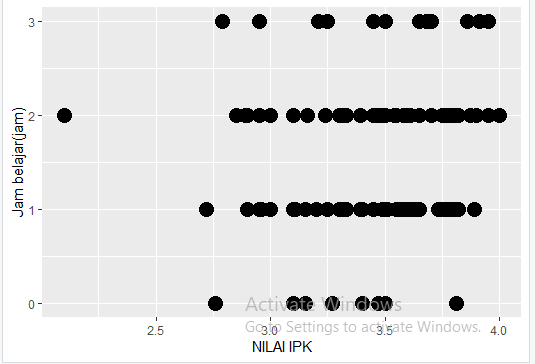 3
2
1
0
Jam belajar(jam)
2.5
3.0
3.5
4.0
NILAI IPK
Activate Windows
Go to Settings to activate Windows.